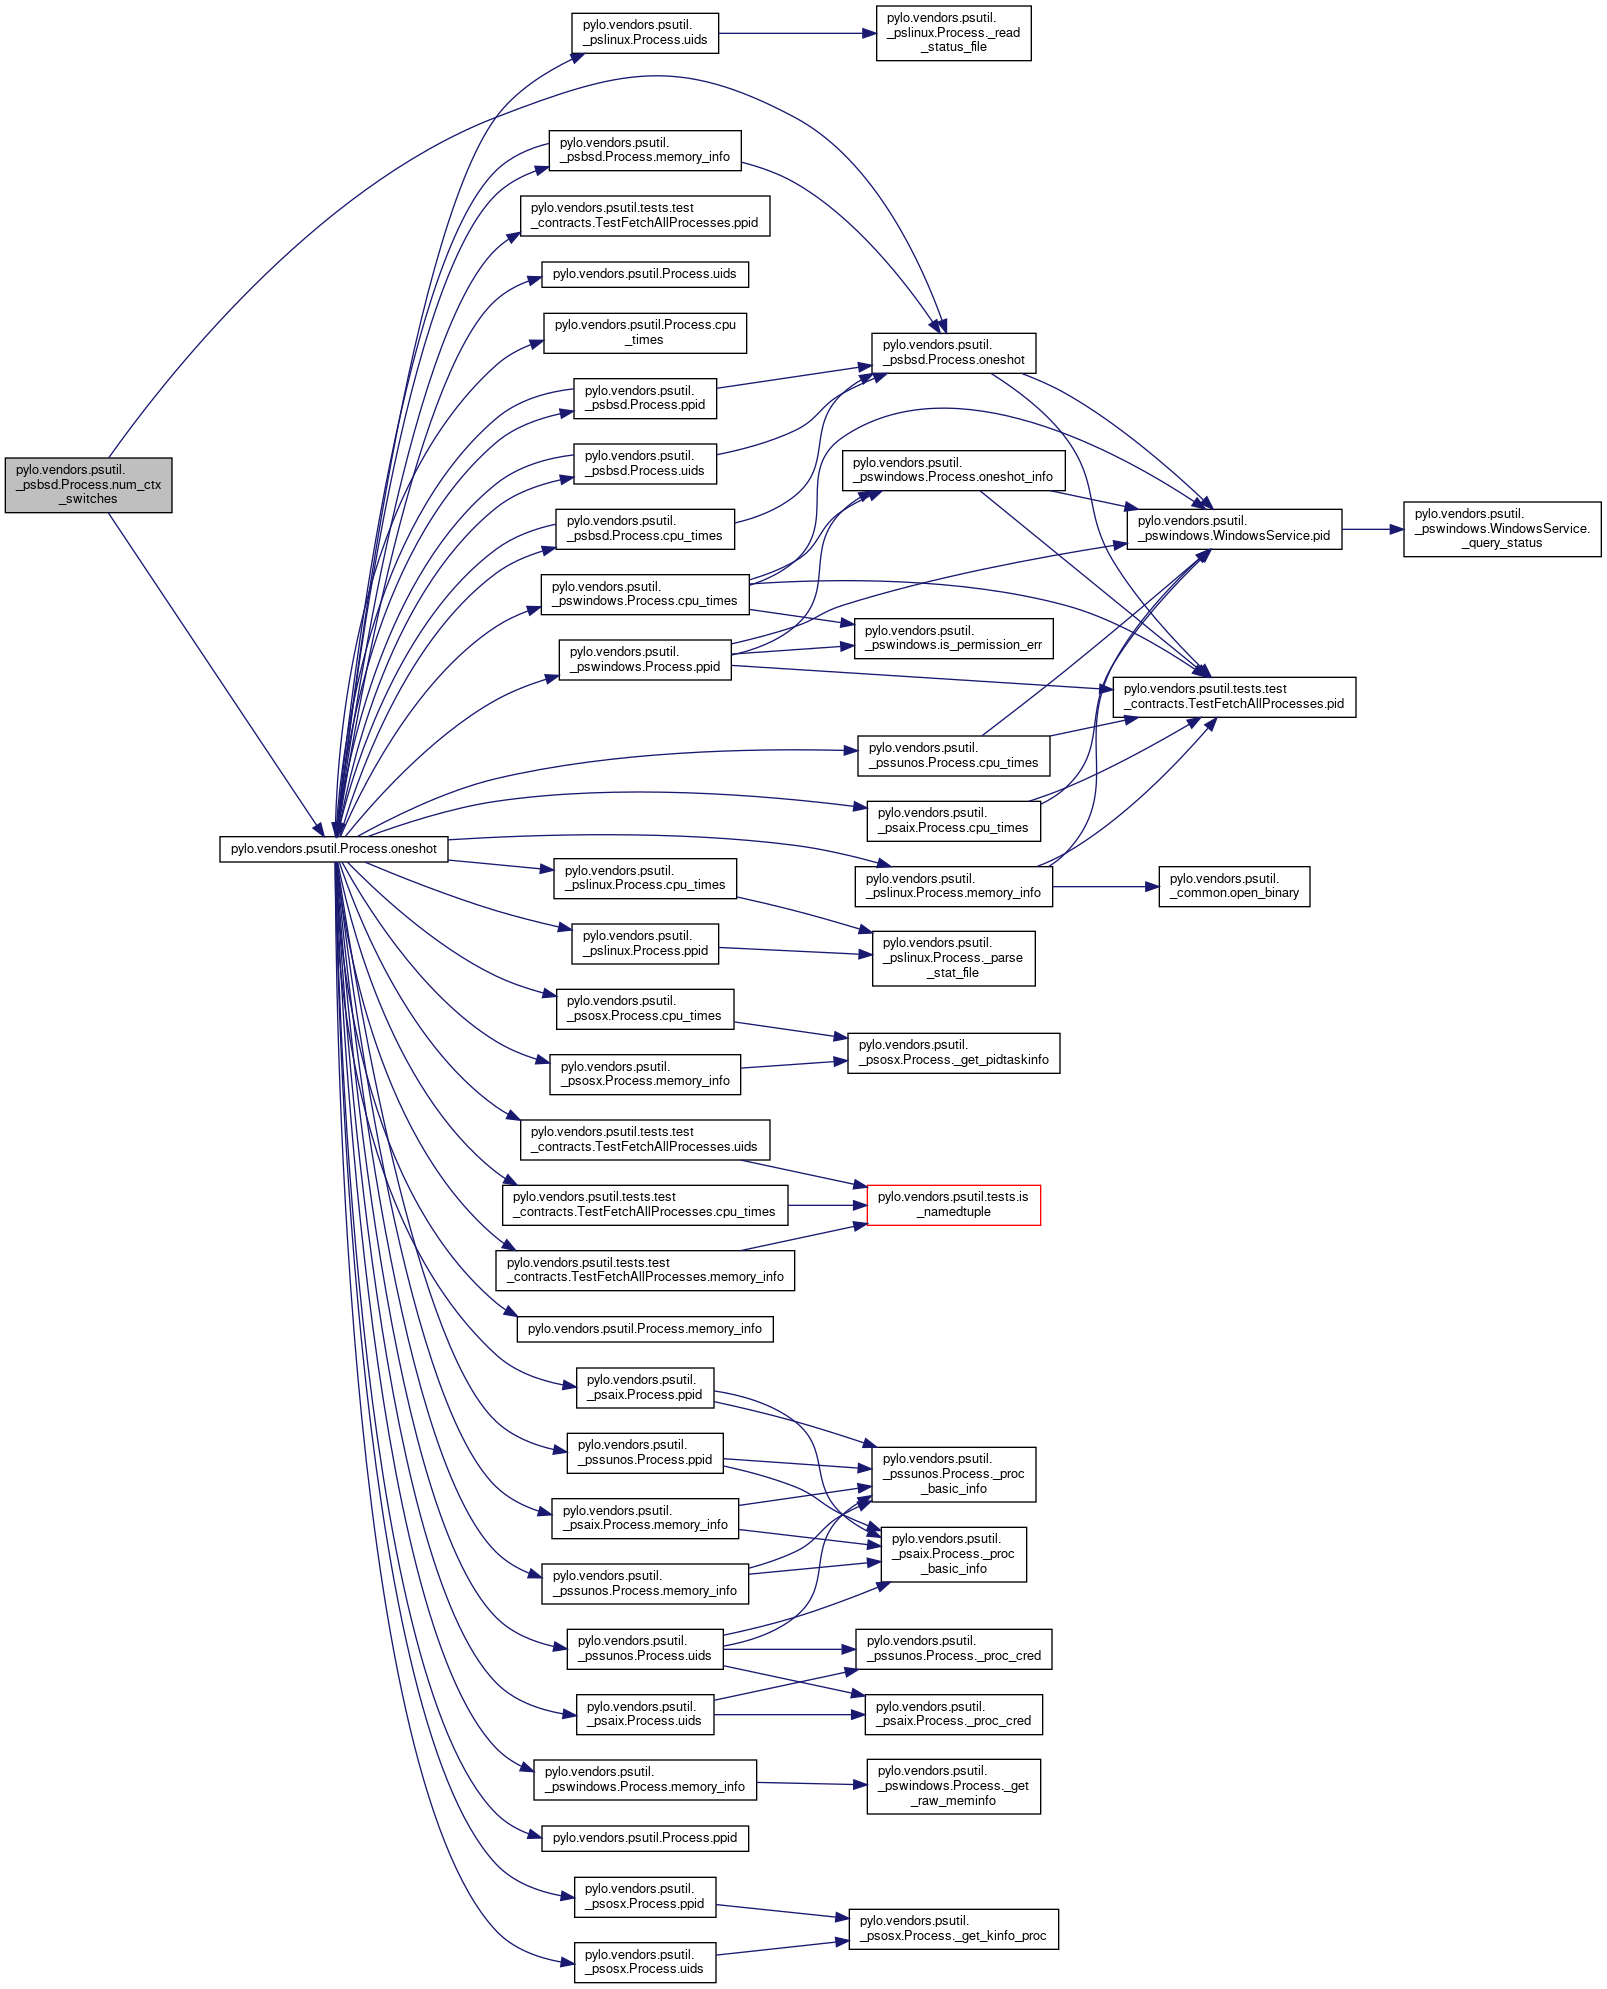 pylo.vendors.psutil.
_pslinux.Process.uids
pylo.vendors.psutil.
_pslinux.Process._read
_status_file
pylo.vendors.psutil.
_psbsd.Process.memory_info
pylo.vendors.psutil.tests.test
_contracts.TestFetchAllProcesses.ppid
pylo.vendors.psutil.Process.uids
pylo.vendors.psutil.Process.cpu
_times
pylo.vendors.psutil.
_psbsd.Process.oneshot
pylo.vendors.psutil.
_psbsd.Process.ppid
pylo.vendors.psutil.
_psbsd.Process.uids
pylo.vendors.psutil.
_pswindows.Process.oneshot_info
pylo.vendors.psutil.
_psbsd.Process.num_ctx
_switches
pylo.vendors.psutil.
_psbsd.Process.cpu_times
pylo.vendors.psutil.
_pswindows.WindowsService.pid
pylo.vendors.psutil.
_pswindows.WindowsService.
_query_status
pylo.vendors.psutil.
_pswindows.Process.cpu_times
pylo.vendors.psutil.
_pswindows.is_permission_err
pylo.vendors.psutil.
_pswindows.Process.ppid
pylo.vendors.psutil.tests.test
_contracts.TestFetchAllProcesses.pid
pylo.vendors.psutil.
_pssunos.Process.cpu_times
pylo.vendors.psutil.
_psaix.Process.cpu_times
pylo.vendors.psutil.Process.oneshot
pylo.vendors.psutil.
_pslinux.Process.cpu_times
pylo.vendors.psutil.
_pslinux.Process.memory_info
pylo.vendors.psutil.
_common.open_binary
pylo.vendors.psutil.
_pslinux.Process.ppid
pylo.vendors.psutil.
_pslinux.Process._parse
_stat_file
pylo.vendors.psutil.
_psosx.Process.cpu_times
pylo.vendors.psutil.
_psosx.Process._get_pidtaskinfo
pylo.vendors.psutil.
_psosx.Process.memory_info
pylo.vendors.psutil.tests.test
_contracts.TestFetchAllProcesses.uids
pylo.vendors.psutil.tests.test
_contracts.TestFetchAllProcesses.cpu_times
pylo.vendors.psutil.tests.is
_namedtuple
pylo.vendors.psutil.tests.test
_contracts.TestFetchAllProcesses.memory_info
pylo.vendors.psutil.Process.memory_info
pylo.vendors.psutil.
_psaix.Process.ppid
pylo.vendors.psutil.
_pssunos.Process.ppid
pylo.vendors.psutil.
_pssunos.Process._proc
_basic_info
pylo.vendors.psutil.
_psaix.Process.memory_info
pylo.vendors.psutil.
_psaix.Process._proc
_basic_info
pylo.vendors.psutil.
_pssunos.Process.memory_info
pylo.vendors.psutil.
_pssunos.Process.uids
pylo.vendors.psutil.
_pssunos.Process._proc_cred
pylo.vendors.psutil.
_psaix.Process.uids
pylo.vendors.psutil.
_psaix.Process._proc_cred
pylo.vendors.psutil.
_pswindows.Process.memory_info
pylo.vendors.psutil.
_pswindows.Process._get
_raw_meminfo
pylo.vendors.psutil.Process.ppid
pylo.vendors.psutil.
_psosx.Process.ppid
pylo.vendors.psutil.
_psosx.Process._get_kinfo_proc
pylo.vendors.psutil.
_psosx.Process.uids